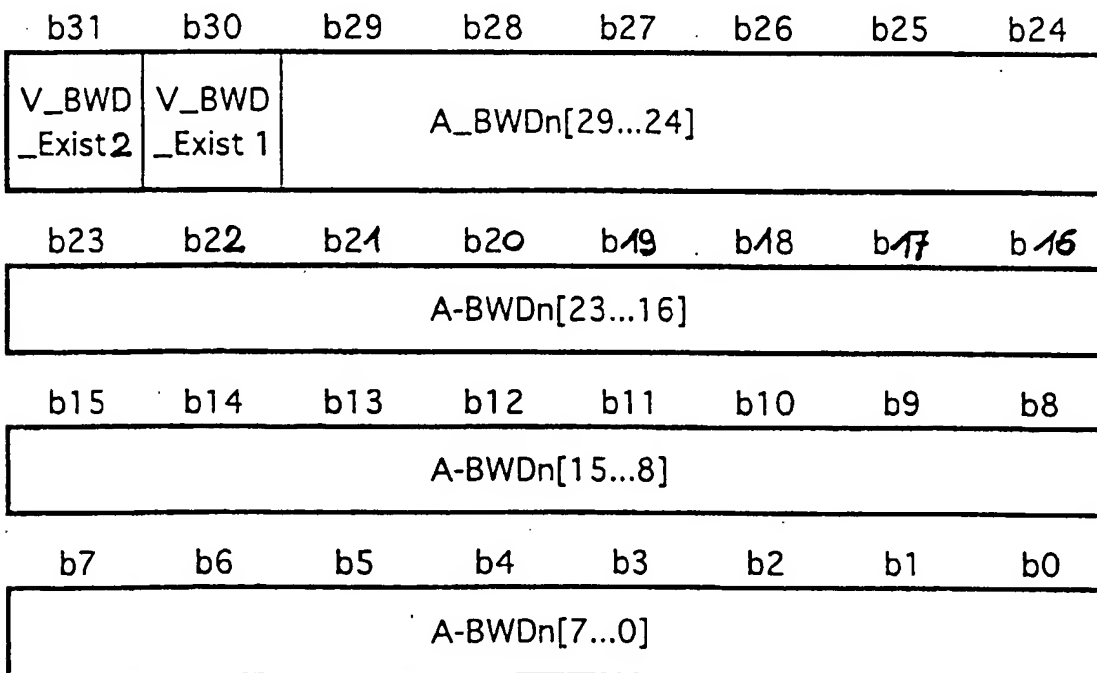 b31 b30 b29 b28 b27 b26 b25 b24
V_BWD V_BWD
_Exist2 _Exist 1
A_BWDn[29...24]
b23 b22 b21 b20 b19 b18 b17 b16
A-BWDn[23...16]
b15 b14 b13 b12 b11 b10 b9 b8
A-BWDn[15...8]
b7 b6 b5 b4 b3 b2 b1 b0
A-BWDn[7...0]